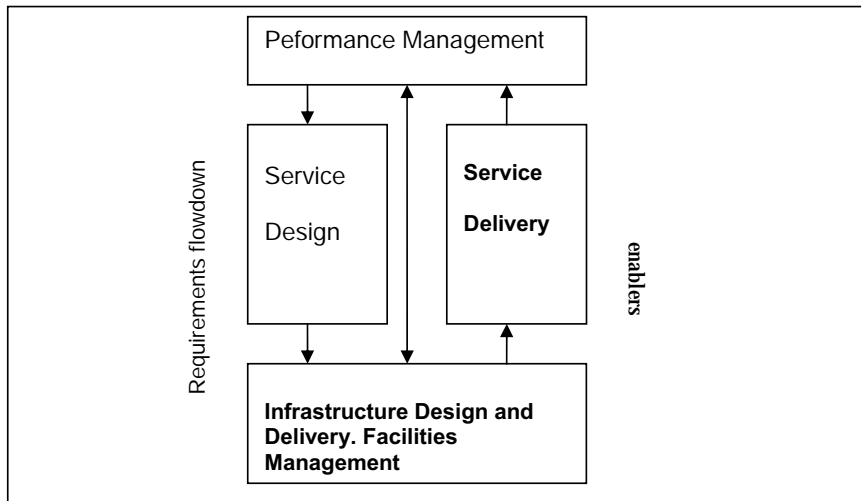 Peformance Management
Requirements flowdown
Service
Design
Service
Delivery
enablers
Infrastructure Design and
Delivery. Facilities
Management